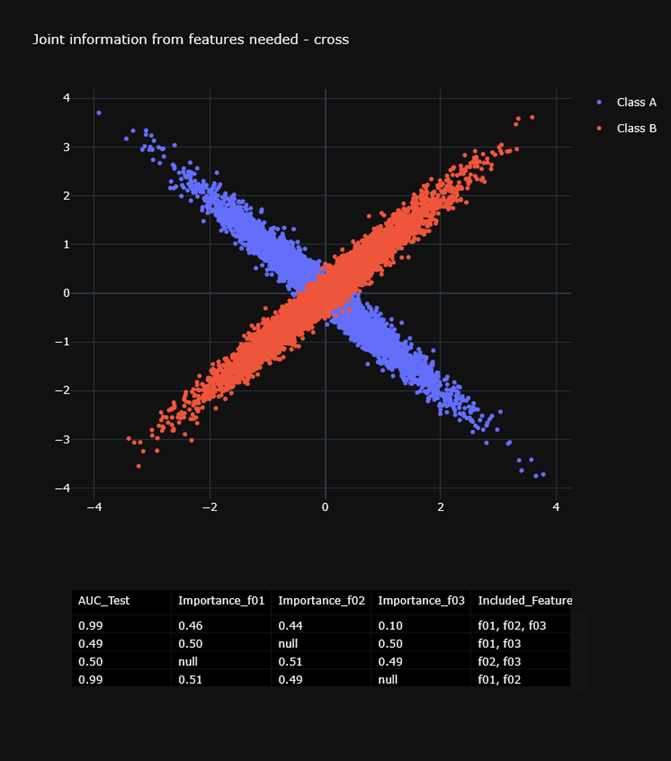 Joint information from features needed - cross
Class A
Class B
4
3
2
1
0
−1
−2
−3
−4
−4 −2 0 2 4
AUC_Test Importance_f01 Importance_f02 Importance_f03 Included_Feature
0.99 0.46 0.44 0.10 f01, f02, f03
0.49 0.50 null 0.50 f01, f03
0.50 null 0.51 0.49 f02, f03
0.99 0.51 0.49 null f01, f02